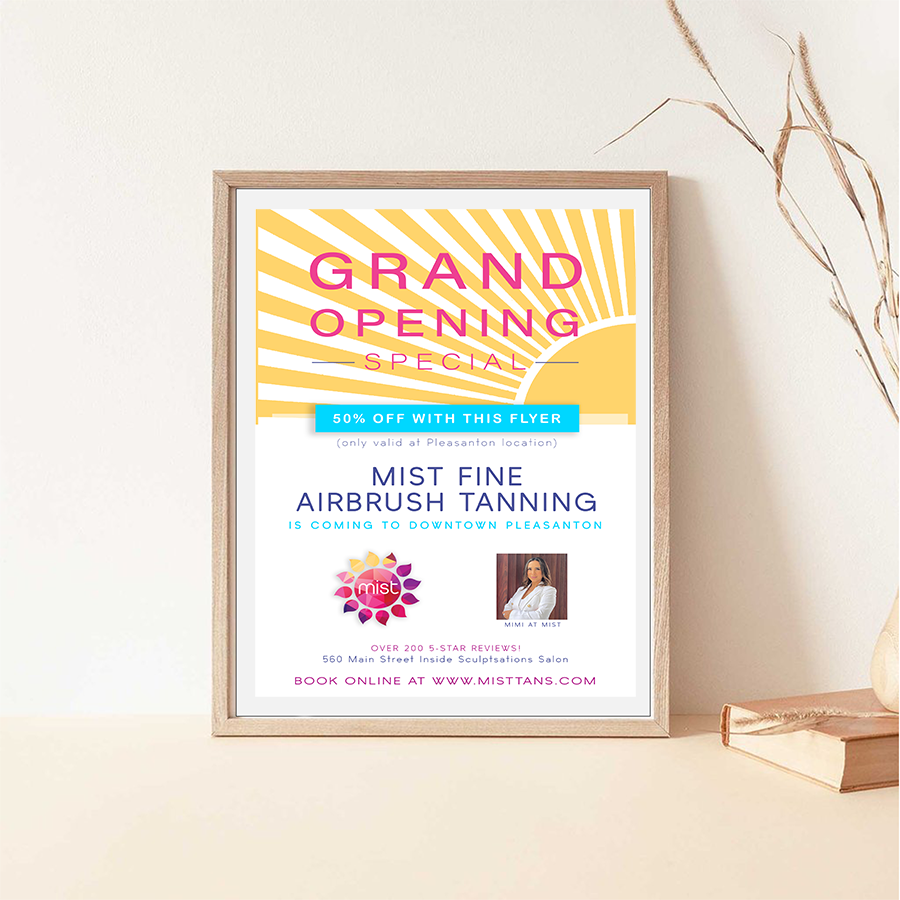 GRAND
OPENING
SPECIAL
50% OFF WITH THIS FLYER
(only valid at Pleasanton location)
MIST FINE
AIRBRUSH TANNING
IS COMING TO DOWNTOWN PLEASANTON
mist
MIMI AT MIST
OVER 200 5-STAR REVIEWS!
560 Main Street Inside Sculptsations Salon
BOOK ONLINE AT WWW.MISTTANS.COM